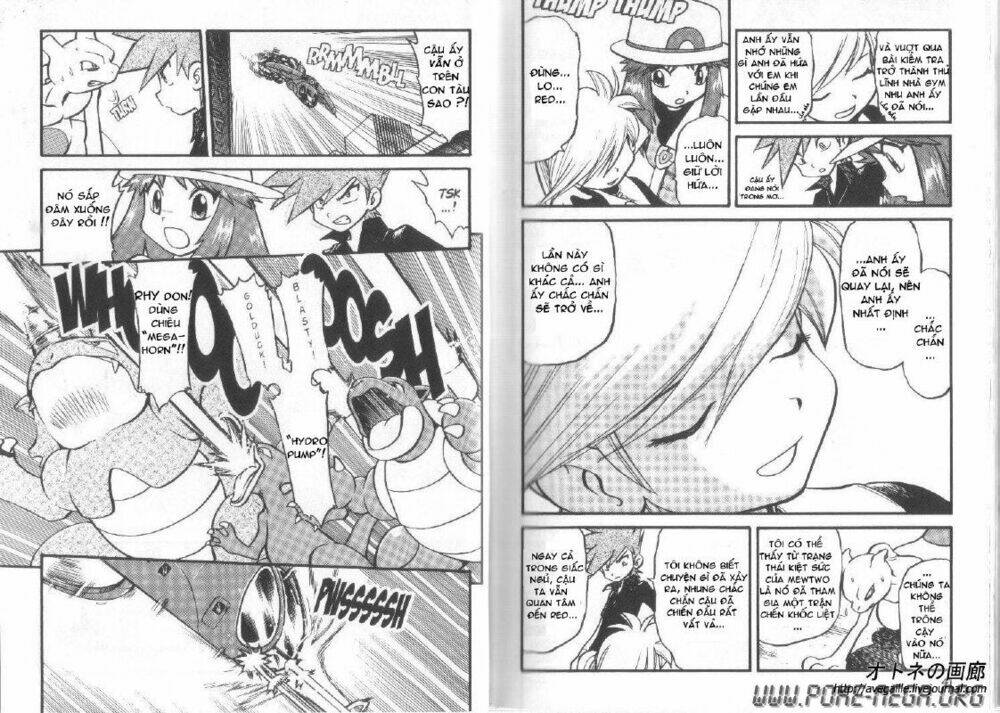 THUMP THUMP
VÀ VƯỢT QUA
BÀI KIỂM TRA
TRỞ THÀNH THỦ
LĨNH NHÀ GYM
NHƯ ANH ẤY
ĐÃ NÓI...
ANH ẤY VẪN
NHỚ NHỮNG
GÌ ANH ĐÃ HỨA
VỚI EM KHI
CHÚNG EM
LẦN ĐẦU
GẶP NHAU...
ĐỪNG...
LO...
RED...
...LUÔN
LUÔN...
GIỮ LỜI
HỨA...
CẬU ẤY
ĐANG NÓI
TRONG MƠ...
...ANH ẤY
ĐÃ NÓI SẼ
QUAY LẠI, NÊN
ANH ẤY
NHẤT ĐỊNH
...
...
CHẮC
CHẮN
...
LẦN NÀY
KHÔNG CÓ GÌ
KHÁC CẢ... ANH
ẤY CHẮC CHẮN
SẼ TRỞ VỀ...
...CHÚNG TA
KHÔNG
THỂ TRÔNG
CẬY
VÀO NÓ
NỮA...
TÔI CÓ THỂ
THẤY TỪ TRẠNG
THÁI KIỆT SỨC
CỦA MEWTWO
LÀ NÓ ĐÃ THAM
GIA MỘT TRẬN
CHIẾN KHỐC LIỆT
...
TÔI KHÔNG BIẾT
CHUYỆN GÌ ĐÃ XẢY
RA, NHƯNG CHẮC
CHẮN CẬU ĐÃ
CHIẾN ĐẤU RẤT
VẤT VẢ...
NGAY CẢ
TRONG GIẤC
NGỦ, CẬU
TA VẪN
QUAN TÂM
ĐẾN RED...
オトネの画廊
http://avegaille.livejournal.com
WWW.POKE-MEGA.ORG
CẬU ẤY
VẪN Ở
TRÊN
CON TÀU
SAO ?!
RRMMMMBLL
TSK
...!
NÓ SẮP
ĐÂM XUỐNG
ĐÂY RỒI !!
WHOOOOSH
BLASTY!
GOLDUCK!
RHYDON!
DÙNG
CHIÊU
"MEGA-
HORN"!!
"HYDRO
PUMP"!
PWSSSSSH